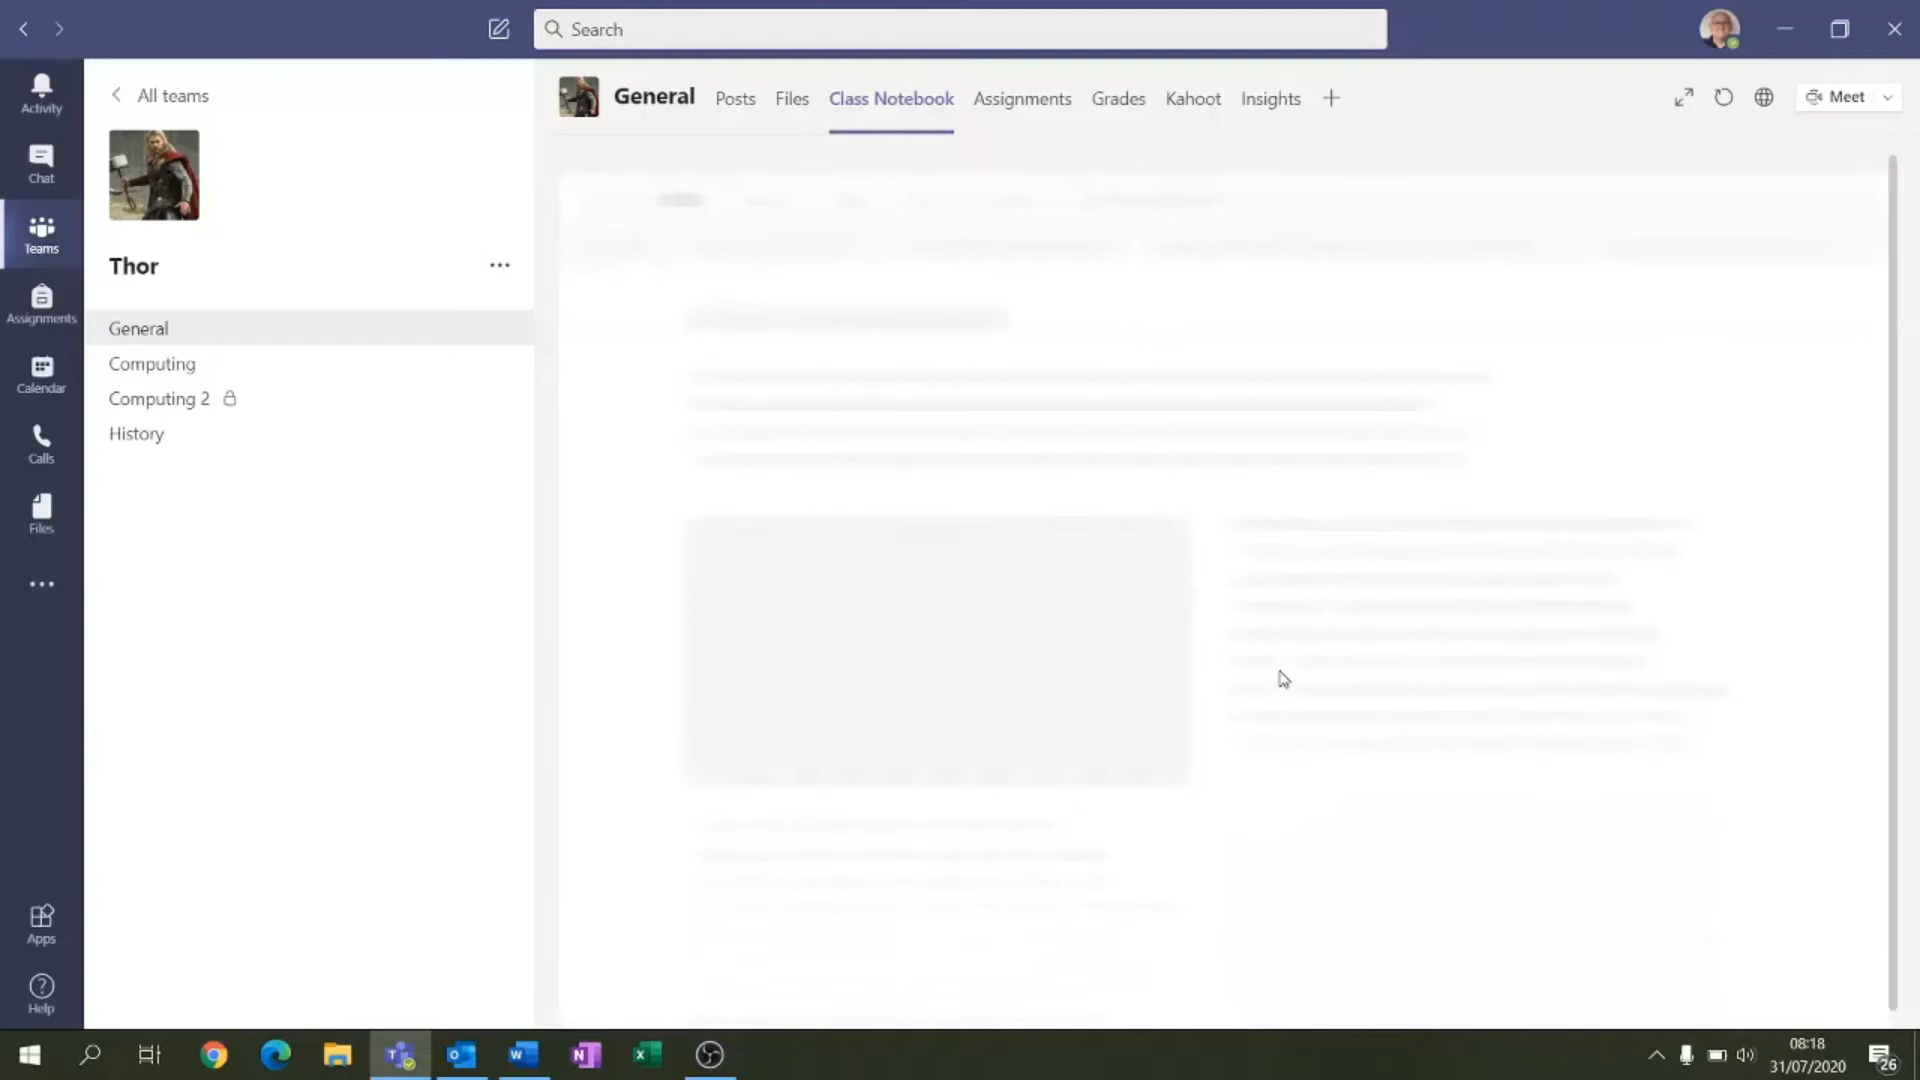 Search
Activity
Chat
Teams
Assignments
Calendar
Calls
Files
Apps
Help
All teams
Thor
General
Computing
Computing 2
History
General Posts Files Class Notebook Assignments Grades Kahoot Insights
Meet
08:18
31/07/2020
26